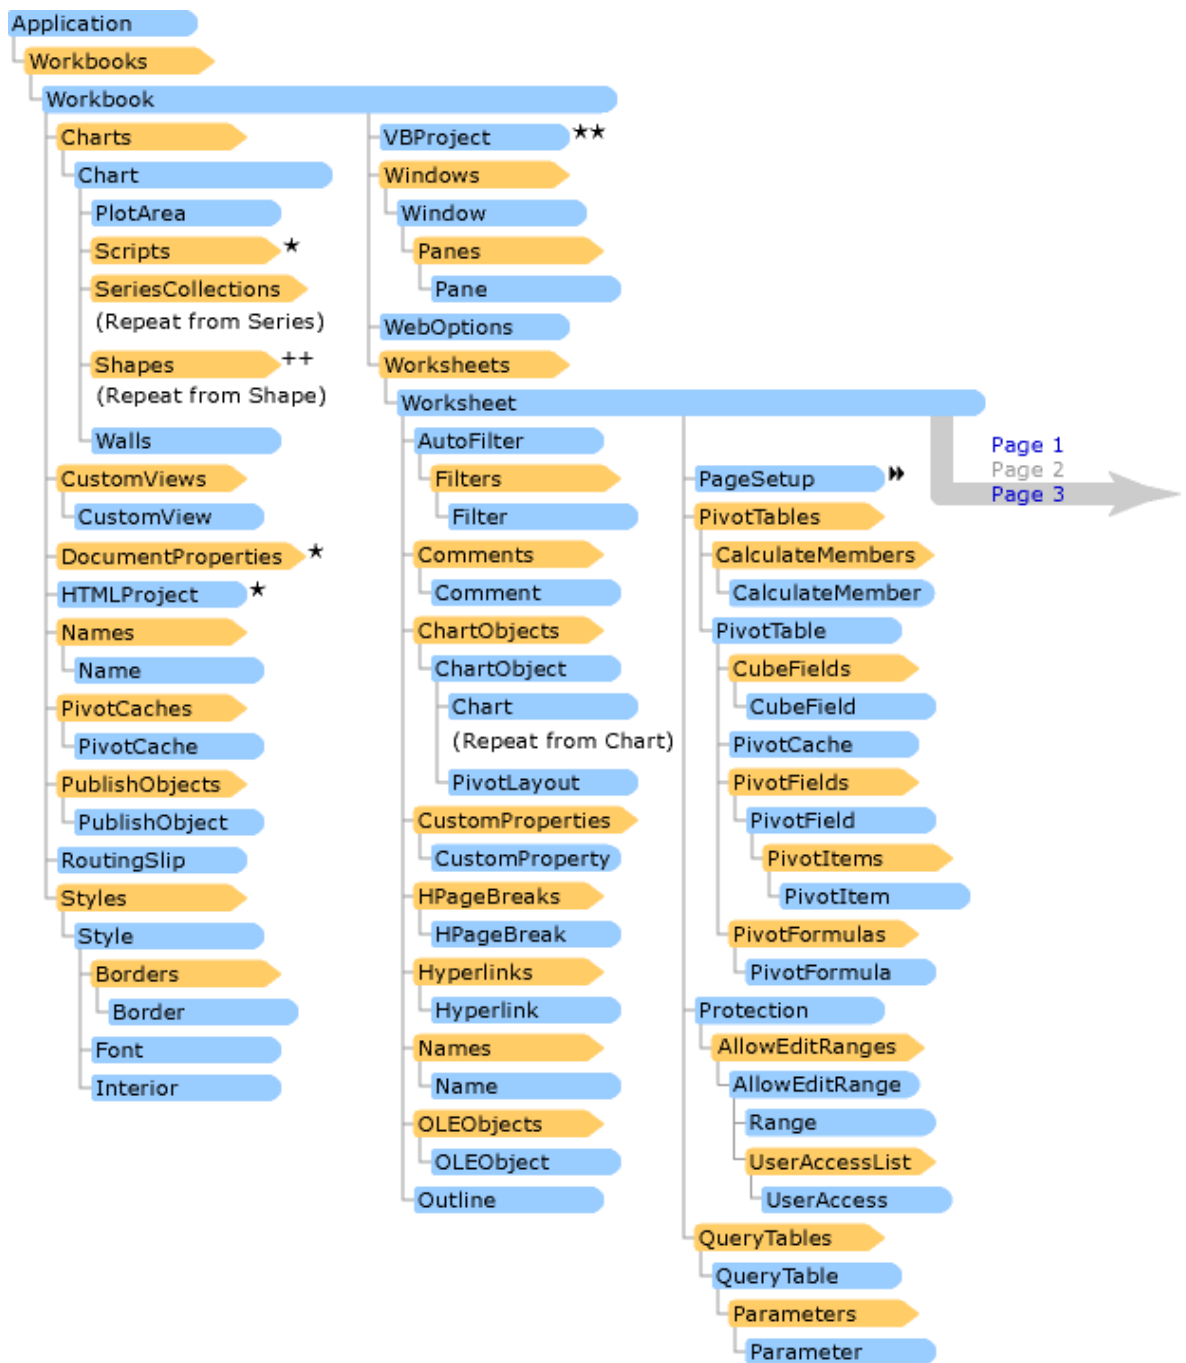 Application
Workbooks
Workbook
Charts
Chart
PlotArea
Scripts ★
SeriesCollections
(Repeat from Series)
Shapes ++
(Repeat from Shape)
Walls
CustomViews
CustomView
DocumentProperties ★
HTMLProject ★
Names
Name
PivotCaches
PivotCache
PublishObjects
PublishObject
RoutingSlip
Styles
Style
Borders
Border
Font
Interior
VBProject ★★
Windows
Window
Panes
Pane
WebOptions
Worksheets
Worksheet
AutoFilter
Filters
Filter
Comments
Comment
ChartObjects
ChartObject
Chart
(Repeat from Chart)
PivotLayout
CustomProperties
CustomProperty
HPageBreaks
HPageBreak
Hyperlinks
Hyperlink
Names
Name
OLEObjects
OLEObject
Outline
PageSetup
PivotTables
CalculateMembers
CalculateMember
PivotTable
CubeFields
CubeField
PivotCache
PivotFields
PivotField
PivotItems
PivotItem
PivotFormulas
PivotFormula
Protection
AllowEditRanges
AllowEditRange
Range
UserAccessList
UserAccess
QueryTables
QueryTable
Parameters
Parameter
Page 1
Page 2
Page 3